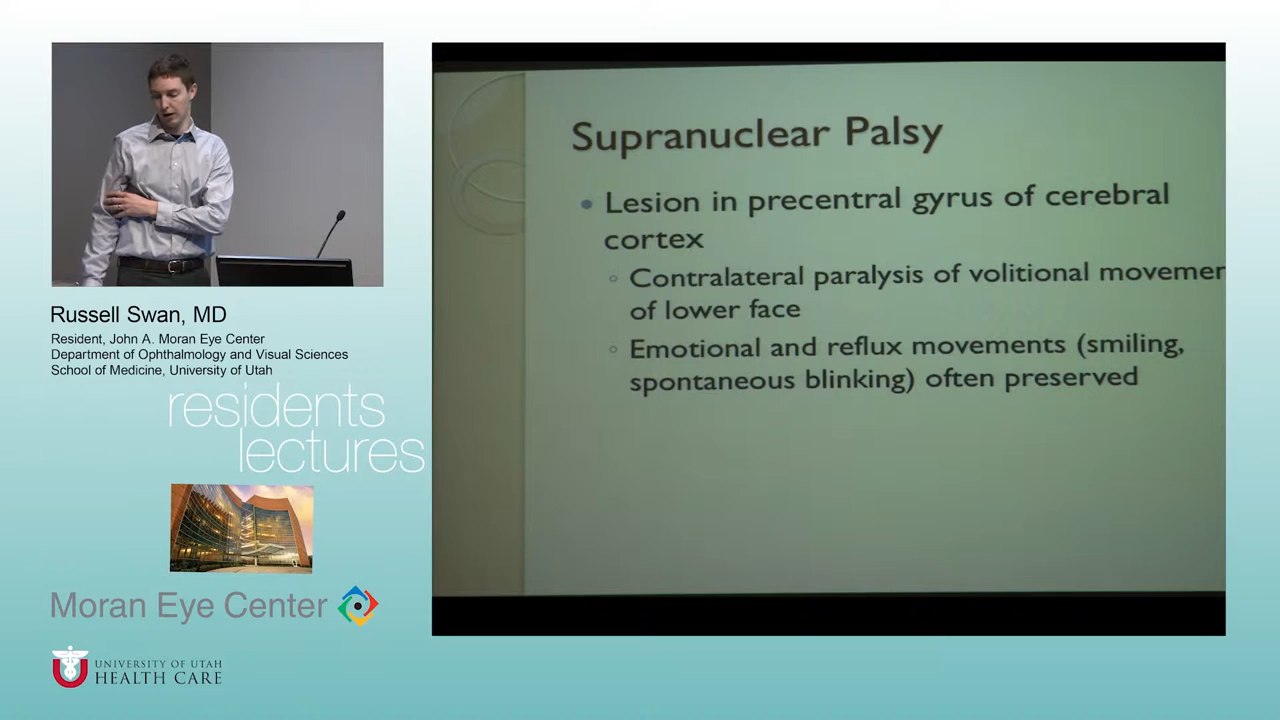 Supranuclear Palsy
Lesion in precentral gyrus of cerebral
cortex
Contralateral paralysis of volitional movemen
of lower face
Emotional and reflux movements (smiling,
spontaneous blinking) often preserved
Russell Swan, MD
Resident, John A. Moran Eye Center
Department of Ophthalmology and Visual Sciences
School of Medicine, University of Utah
residents
lectures
Moran Eye Center
UNIVERSITY OF UTAH
HEALTH CARE